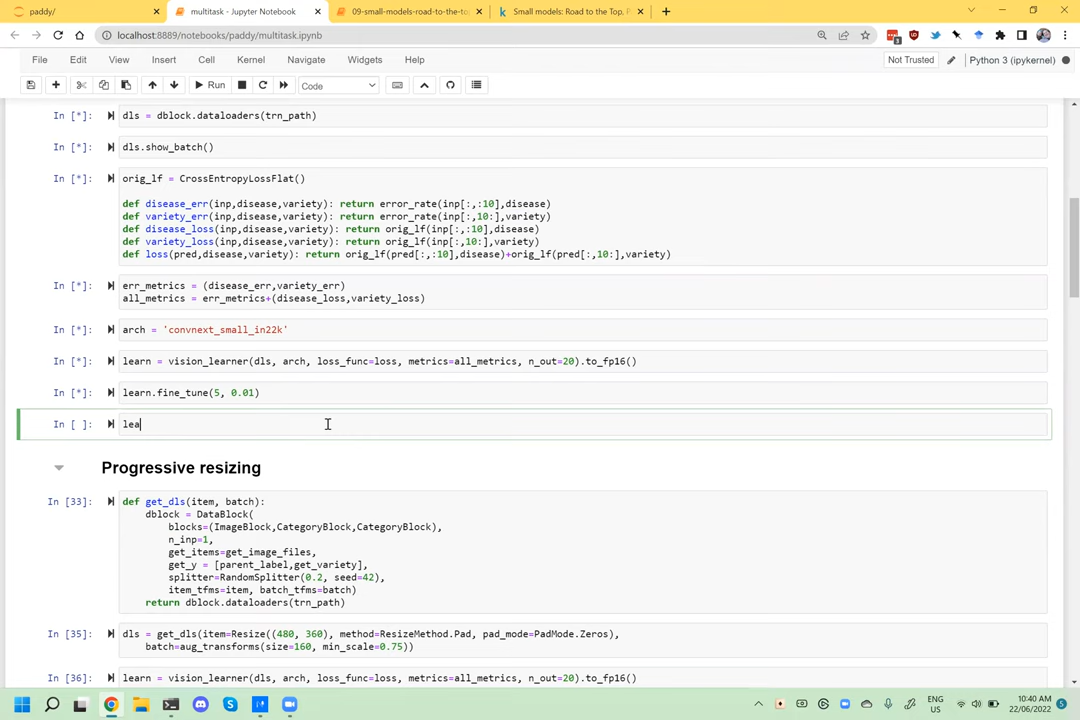 paddy/
multitask - Jupyter Notebook
09-small-models-road-to-the-to
Small models: Road to the Top, P
localhost:8889/notebooks/paddy/multitask.ipynb
File Edit View Insert Cell Kernel Navigate Widgets Help
Not Trusted
Python 3 (ipykernel)
Run
Code
In [*]: dls = dblock.dataloaders(trn_path)
In [*]: dls.show_batch()
In [*]: orig_lf = CrossEntropyLossFlat()
def disease_err(inp,disease,variety): return error_rate(inp[:,:10],disease)
def variety_err(inp,disease,variety): return error_rate(inp[:,10:],variety)
def disease_loss(inp,disease,variety): return orig_lf(inp[:,:10],disease)
def variety_loss(inp,disease,variety): return orig_lf(inp[:,10:],variety)
def loss(pred,disease,variety): return orig_lf(pred[:,:10],disease)+orig_lf(pred[:,10:],variety)
In [*]: err_metrics = (disease_err,variety_err)
all_metrics = err_metrics+(disease_loss,variety_loss)
In [*]: arch = 'convnext_small_in22k'
In [*]: learn = vision_learner(dls, arch, loss_func=loss, metrics=all_metrics, n_out=20).to_fp16()
In [*]: learn.fine_tune(5, 0.01)
In [ ]: lea
Progressive resizing
In [33]: def get_dls(item, batch):
dblock = DataBlock(
blocks=(ImageBlock,CategoryBlock,CategoryBlock),
n_inp=1,
get_items=get_image_files,
get_y = [parent_label,get_variety],
splitter=RandomSplitter(0.2, seed=42),
item_tfms=item, batch_tfms=batch)
return dblock.dataloaders(trn_path)
In [35]: dls = get_dls(item=Resize((480, 360), method=ResizeMethod.Pad, pad_mode=PadMode.Zeros),
batch=aug_transforms(size=160, min_scale=0.75))
In [36]: learn = vision_learner(dls, arch, loss_func=loss, metrics=all_metrics, n_out=20).to_fp16()
ENG
US
10:40 AM
22/06/2022